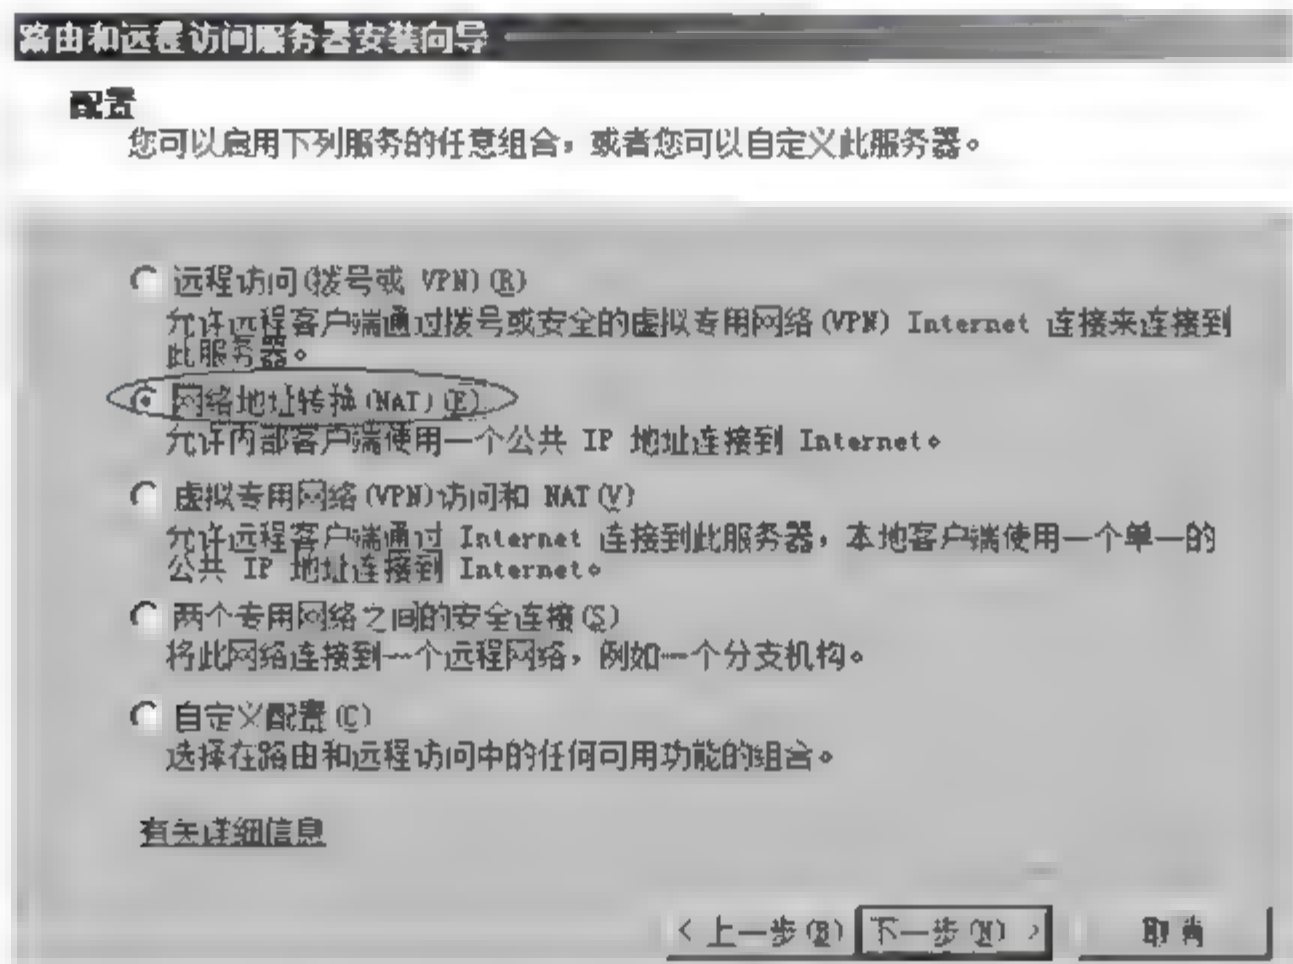 路由和远程访问服务器安装向导
配置
您可以启用下列服务的任意组合，或者您可以自定义此服务器。
远程访问(拨号或 VPN)(R)
允许远程客户端通过拨号或安全的虚拟专用网络(VPN) Internet 连接来连接到
此服务器。
网络地址转换(NAT)(E)
允许内部客户端使用一个公共 IP 地址连接到 Internet。
虚拟专用网络(VPN)访问和 NAT(V)
允许远程客户端通过 Internet 连接到此服务器，本地客户端使用一个单一的
公共 IP 地址连接到 Internet。
两个专用网络之间的安全连接(S)
将此网络连接到一个远程网络，例如一个分支机构。
自定义配置(C)
选择在路由和远程访问中的任何可用功能的组合。
有关详细信息
< 上一步(B) 下一步(N) > 取消